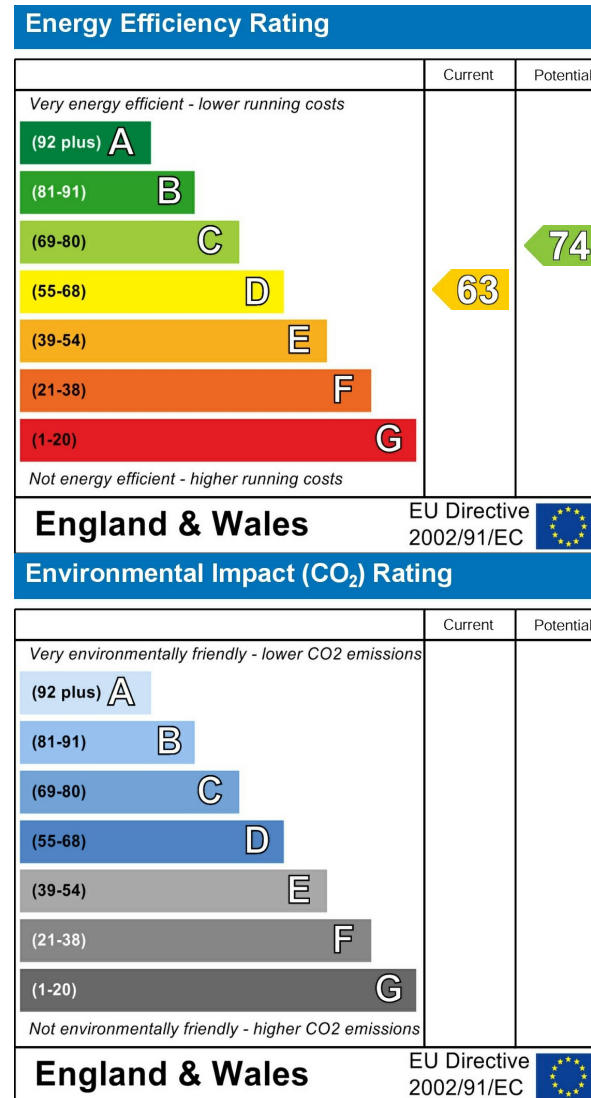 Energy Efficiency Rating
Current Potential
Very energy efficient - lower running costs
(92 plus) A
(81-91) B
(69-80) C
74
(55-68) D
63
(39-54) E
(21-38) F
(1-20) G
Not energy efficient - higher running costs
England & Wales
EU Directive
2002/91/EC
Environmental Impact (CO₂) Rating
Current Potential
Very environmentally friendly - lower CO2 emissions
(92 plus) A
(81-91) B
(69-80) C
(55-68) D
(39-54) E
(21-38) F
(1-20) G
Not environmentally friendly - higher CO2 emissions
England & Wales
EU Directive
2002/91/EC